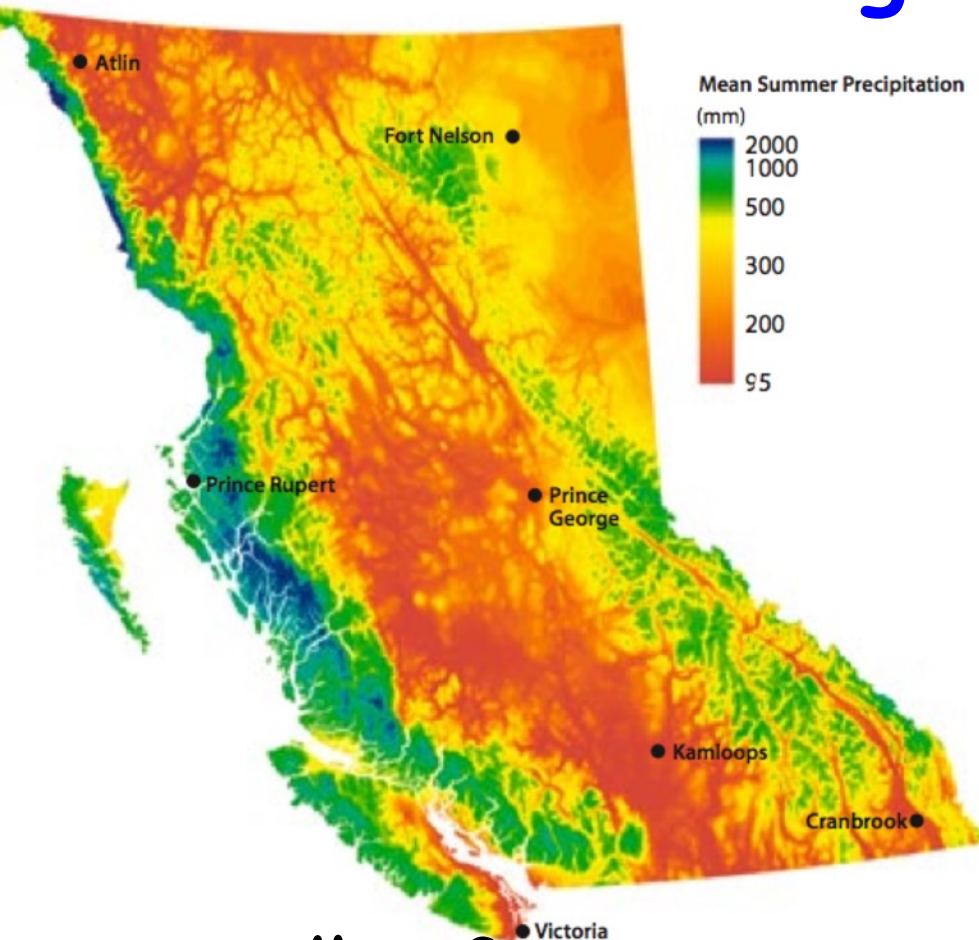 Atlin
Mean Summer Precipitation
(mm)
Fort Nelson
2000
1000
500
300
200
95
Prince Rupert
Prince
George
Kamloops
Cranbrook
Victoria